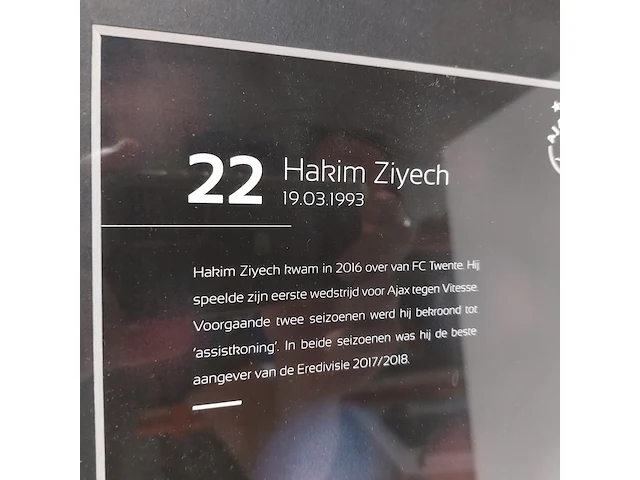 22 Hakim Ziyech
19.03.1993
Hakim Ziyech kwam in 2016 over van FC Twente. Hij
speelde zijn eerste wedstrijd voor Ajax tegen Vitesse.
Voorgaande twee seizoenen werd hij bekroond tot
'assistkoning'. In beide seizoenen was hij de beste
aangever van de Eredivisie 2017/2018.